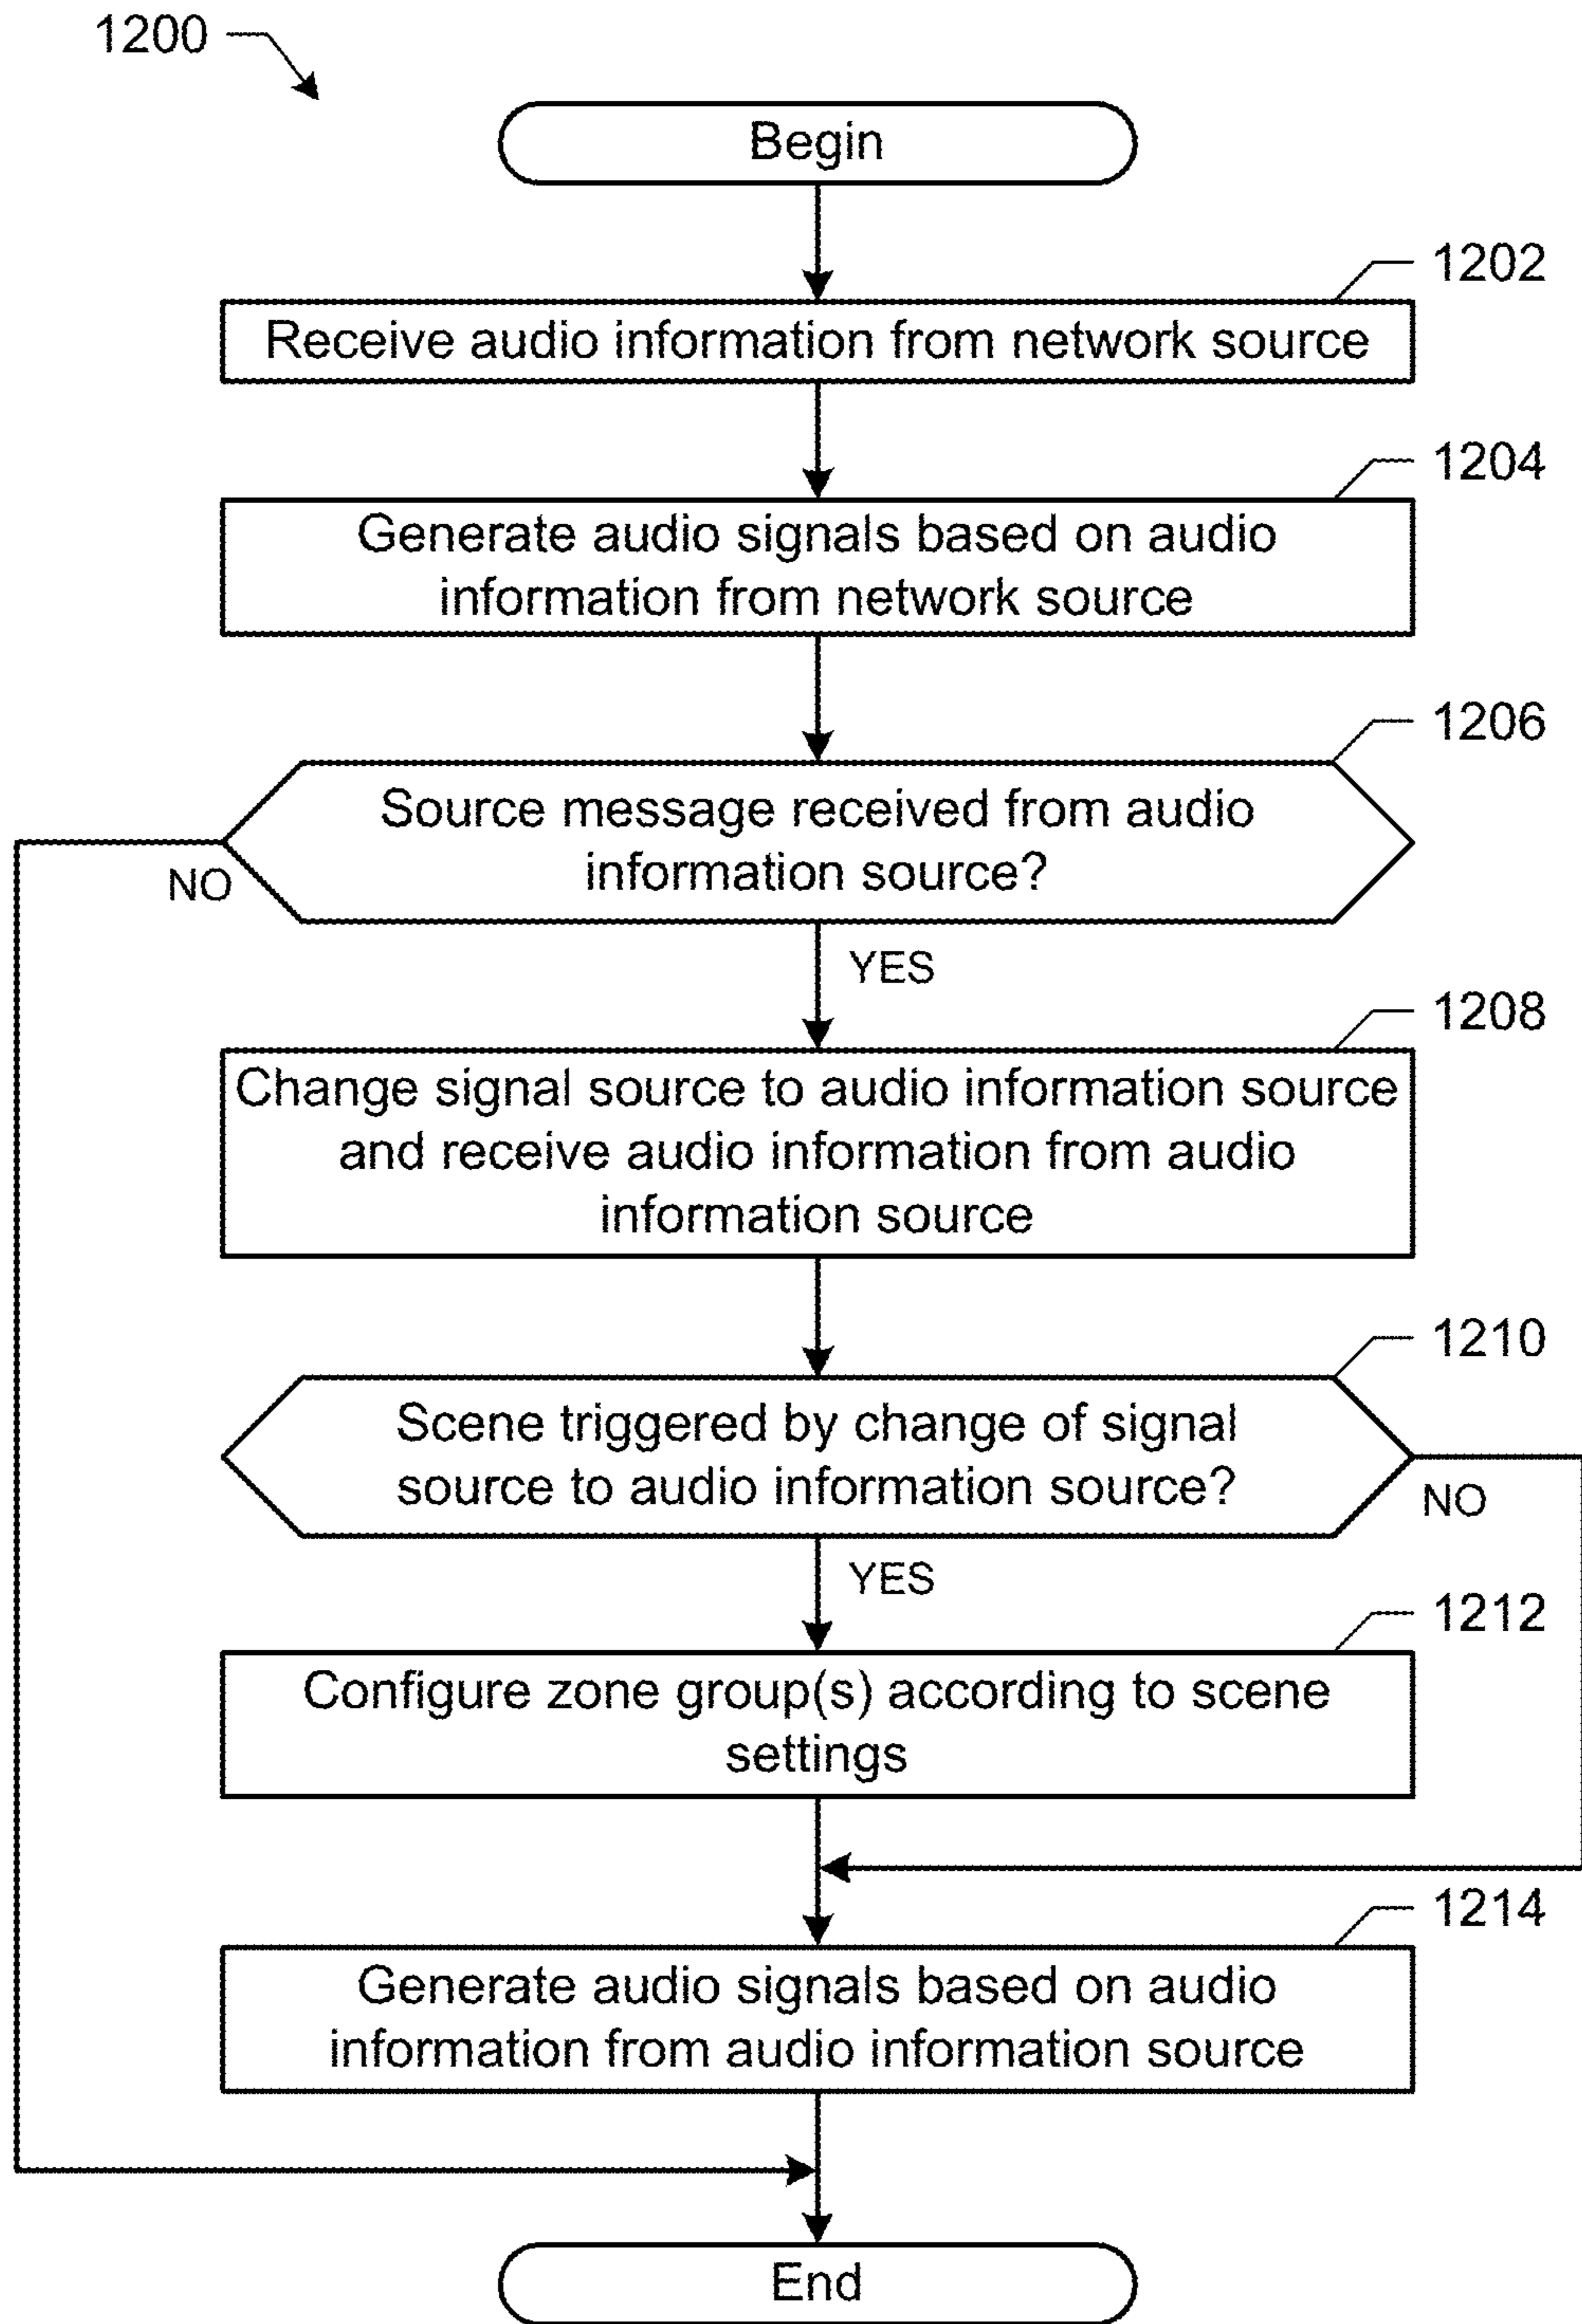 1200
Begin
1202
Receive audio information from network source
1204
Generate audio signals based on audio
information from network source
1206
Source message received from audio
information source?
NO
YES
1208
Change signal source to audio information source
and receive audio information from audio
information source
1210
Scene triggered by change of signal
source to audio information source?
NO
YES
1212
Configure zone group(s) according to scene
settings
1214
Generate audio signals based on audio
information from audio information source
End